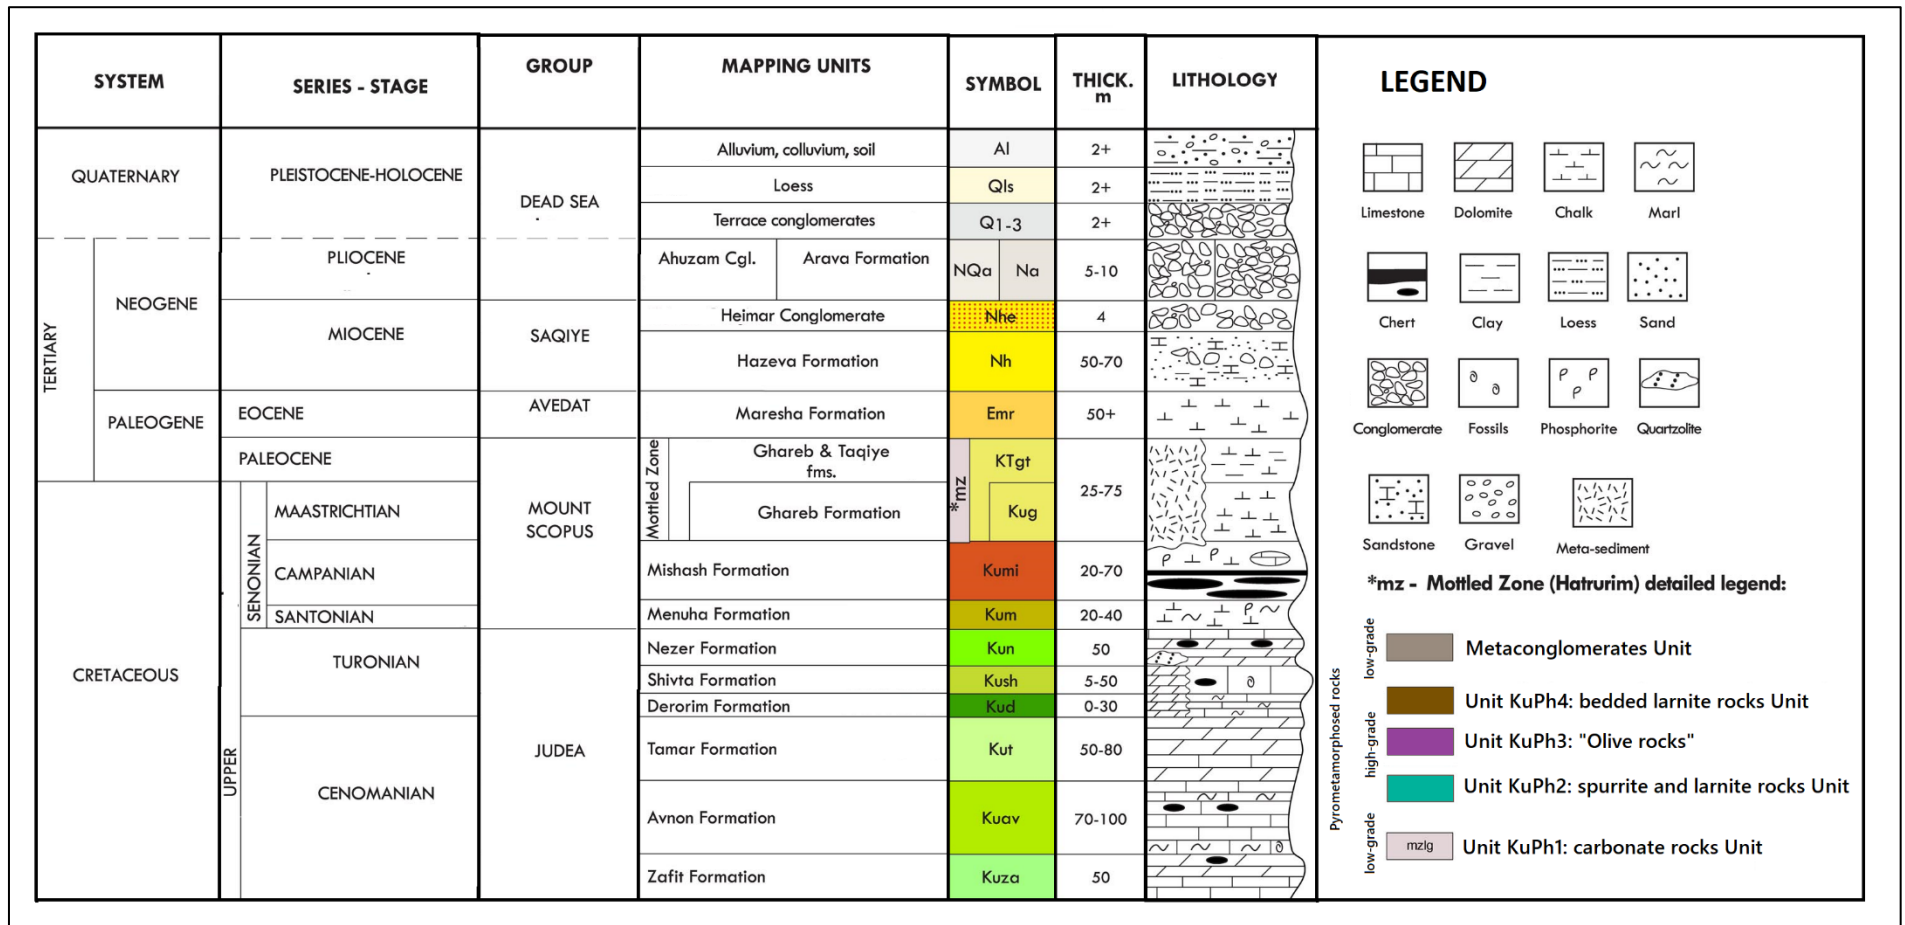 SYSTEM
SERIES - STAGE
GROUP
MAPPING UNITS
SYMBOL
THICK.
m
LITHOLOGY
QUATERNARY
PLEISTOCENE-HOLOCENE
DEAD SEA
Alluvium, colluvium, soil
Al
2+
Loess
Qls
2+
Terrace conglomerates
Q1-3
2+
TERTIARY
NEOGENE
PLIOCENE
Ahuzam Cgl.
Arava Formation
NQa
Na
5-10
MIOCENE
SAQIYE
Heimar Conglomerate
Nhe
4
Hazeva Formation
Nh
50-70
PALEOGENE
EOCENE
AVEDAT
Maresha Formation
Emr
50+
PALEOCENE
MOUNT
SCOPUS
Mottled Zone
Ghareb & Taqiye
fms.
*mz
KTgt
25-75
CRETACEOUS
UPPER
SENONIAN
MAASTRICHTIAN
Ghareb Formation
Kug
CAMPANIAN
Mishash Formation
Kumi
20-70
SANTONIAN
Menuha Formation
Kum
20-40
TURONIAN
JUDEA
Nezer Formation
Kun
50
Shivta Formation
Kush
5-50
Derorim Formation
Kud
0-30
CENOMANIAN
Tamar Formation
Kut
50-80
Avnon Formation
Kuav
70-100
Zafit Formation
Kuza
50
LEGEND
Limestone
Dolomite
Chalk
Marl
Chert
Clay
Loess
Sand
Conglomerate
Fossils
Phosphorite
Quartzolite
Sandstone
Gravel
Meta-sediment
*mz - Mottled Zone (Hatrurim) detailed legend:
Pyrometamorphosed rocks
low-grade
Metaconglomerates Unit
high-grade
Unit KuPh4: bedded larnite rocks Unit
Unit KuPh3: "Olive rocks"
Unit KuPh2: spurrite and larnite rocks Unit
low-grade
mzlg
Unit KuPh1: carbonate rocks Unit